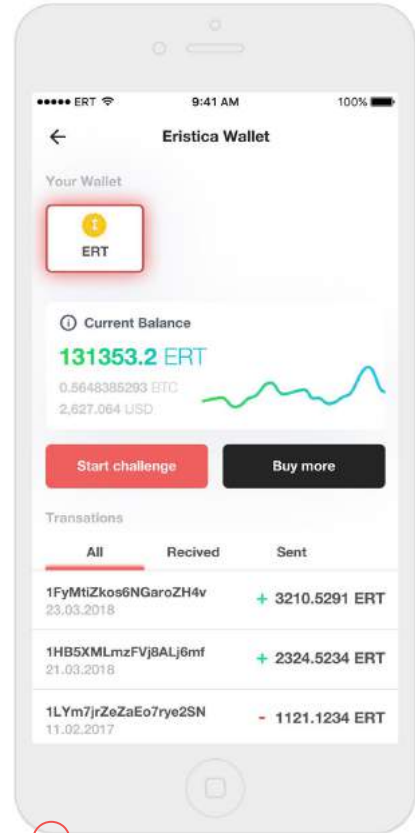 ERT 9:41 AM 100%
Eristica Wallet
Your Wallet
ERT
Current Balance
131353.2 ERT
0.5648385293 BTC
2,627.064 USD
Start challenge Buy more
Transations
All Recived Sent
1FyMtiZkos6NGaroZH4v + 3210.5291 ERT
23.03.2018
1HB5XMLmzFVj8ALj6mf + 2324.5234 ERT
21.03.2018
1LYm7jrZeZaEo7rye2SN - 1121.1234 ERT
11.02.2017